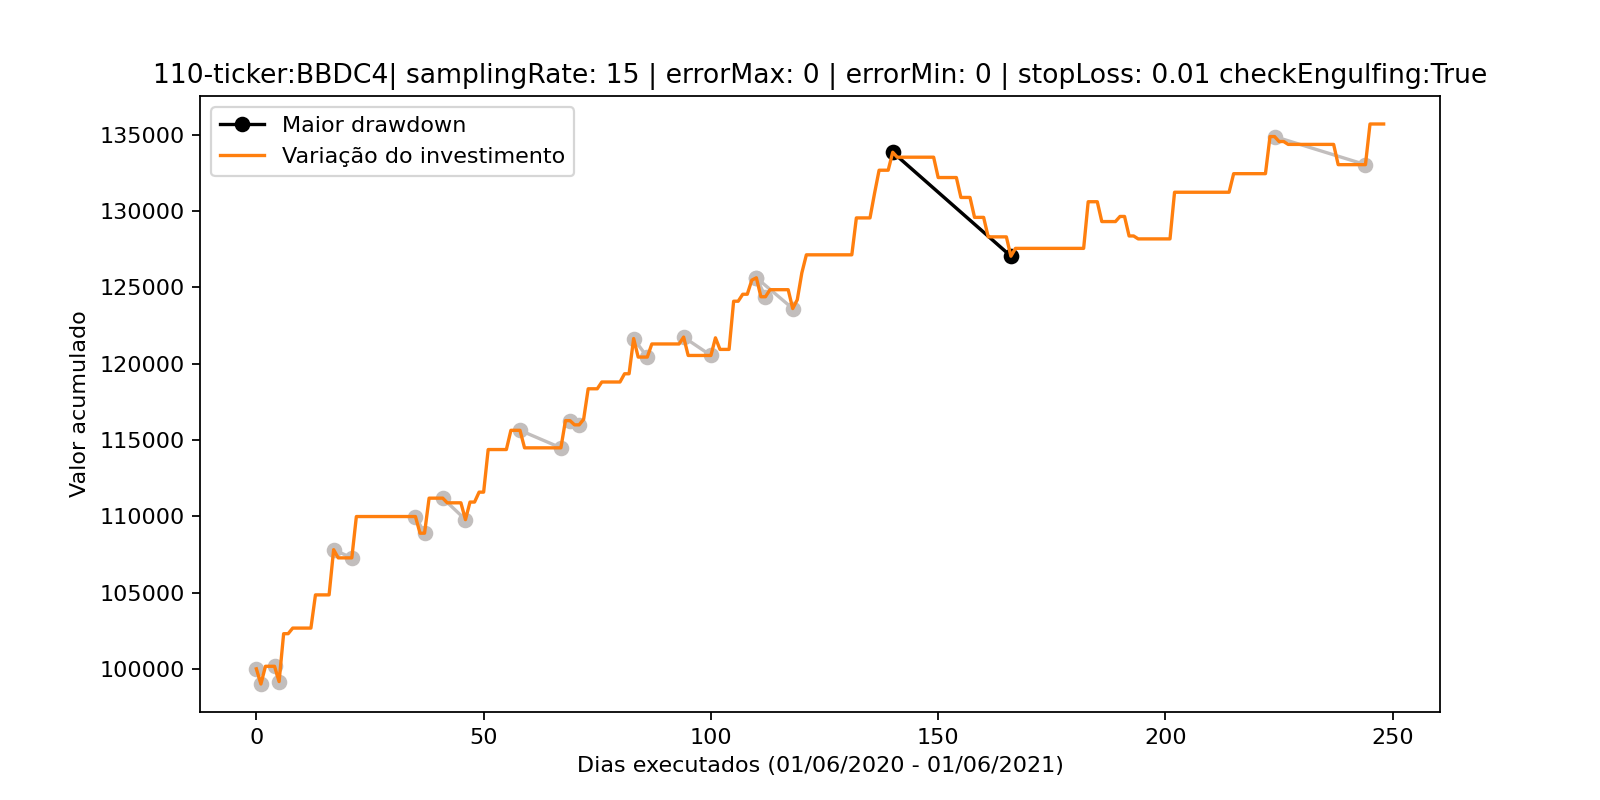 110-ticker:BBDC4| samplingRate: 15 | errorMax: 0 | errorMin: 0 | stopLoss: 0.01 checkEngulfing:True
Maior drawdown
Variação do investimento
135000
130000
125000
120000
115000
110000
105000
100000
Valor acumulado
0 50 100 150 200 250
Dias executados (01/06/2020 - 01/06/2021)